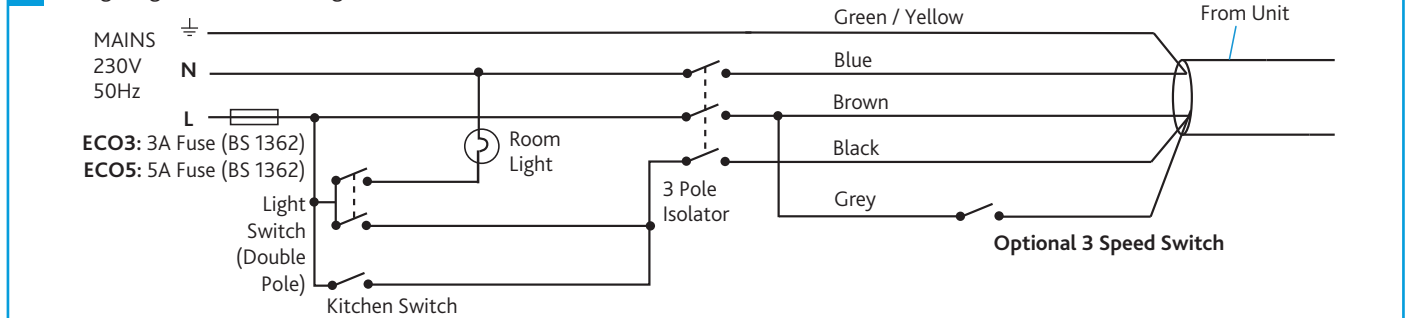 Green / Yellow
From Unit
MAINS
230V
50Hz
N
Blue
L
Brown
ECO3: 3A Fuse (BS 1362)
ECO5: 5A Fuse (BS 1362)
Room
Light
Black
3 Pole
Isolator
Grey
Light
Switch
(Double
Pole)
Optional 3 Speed Switch
Kitchen Switch